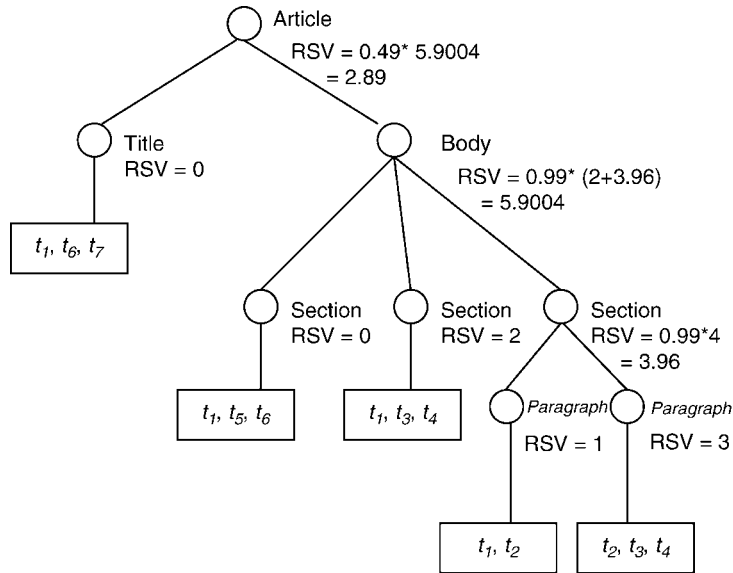 Article
RSV = 0.49* 5.9004
= 2.89
Title
RSV = 0
Body
RSV = 0.99* (2+3.96)
= 5.9004
t1, t6, t7
Section
RSV = 0
Section
RSV = 2
Section
RSV = 0.99*4
= 3.96
t1, t5, t6
t1, t3, t4
Paragraph
RSV = 1
Paragraph
RSV = 3
t1, t2
t2, t3, t4